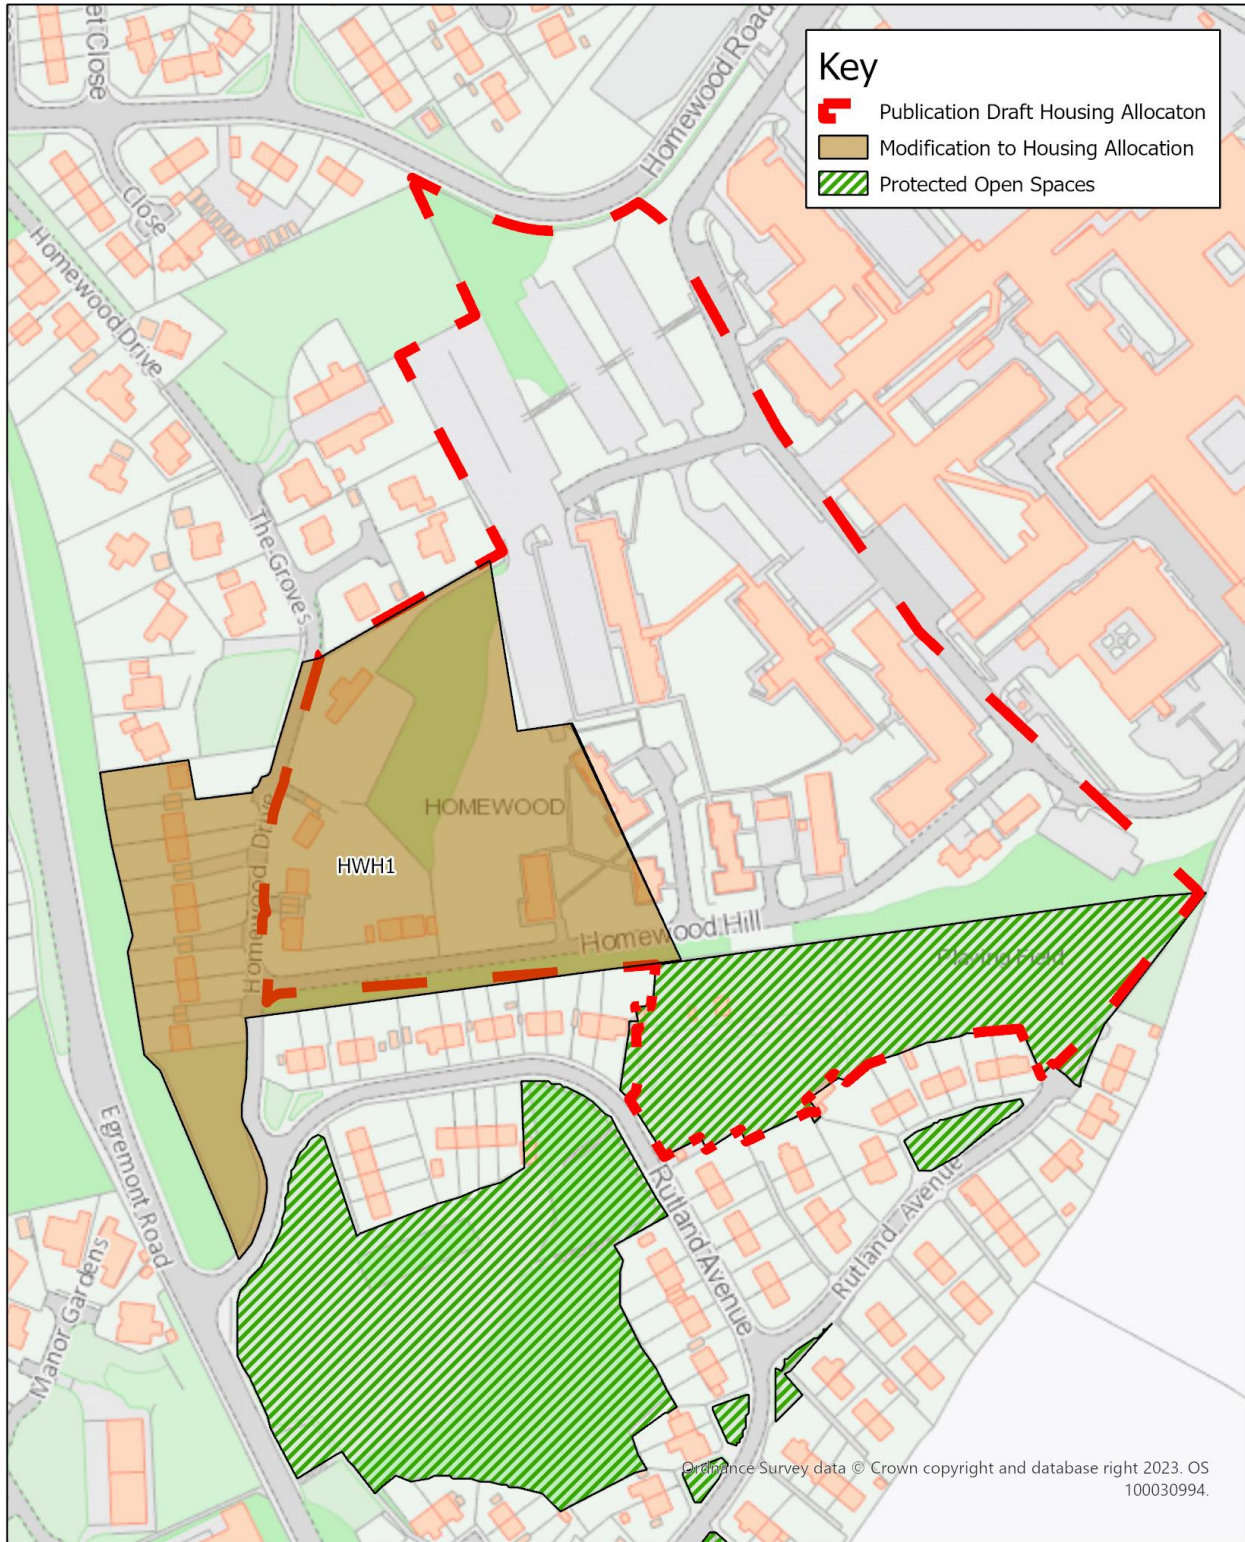 et Close
Homewood Road
Key
Publication Draft Housing Allocaton
Modification to Housing Allocation
Protected Open Spaces
Close
Homewood Drive
The Groves
HOMEWOOD
HWH1
Homewood Drive
Homewood Hill
Playing Field
Egremont Road
Rutland Avenue
Rutland Avenue
Manor Gardens
Ordnance Survey data © Crown copyright and database right 2023. OS
100030994.